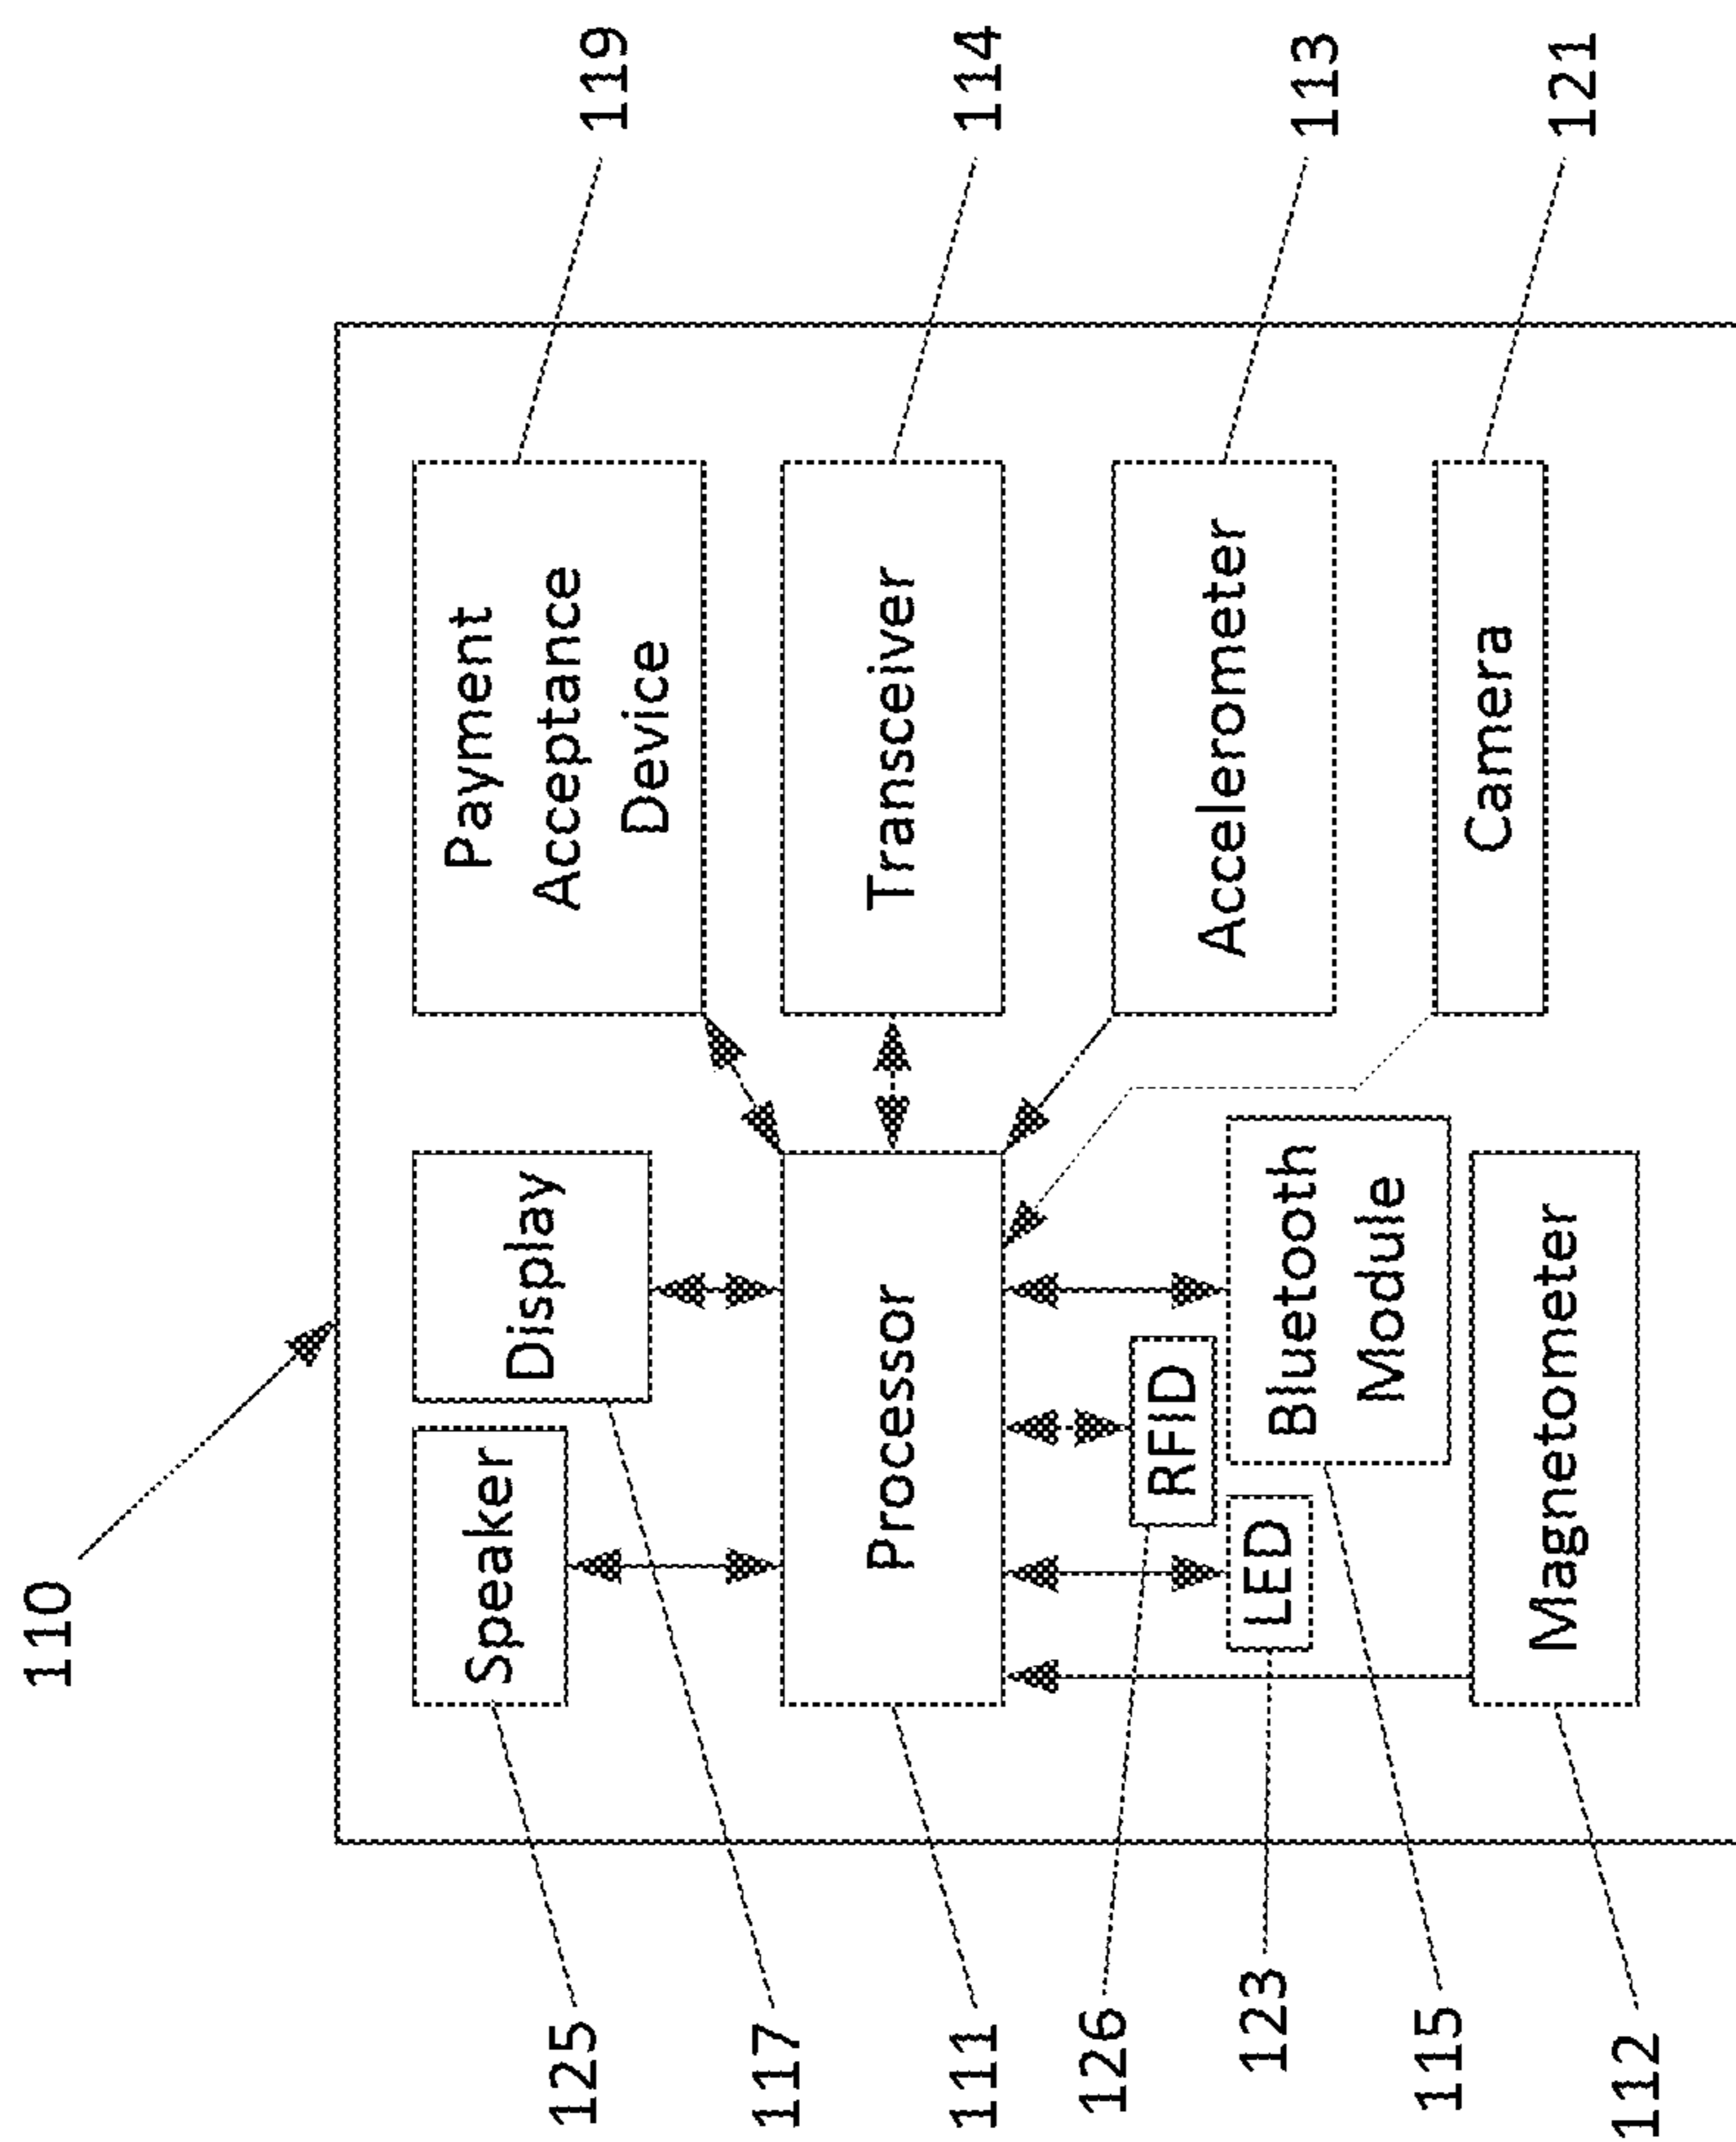 110
125
Speaker
Display
Payment
Acceptance
Device
119
117
111
Processor
Transceiver
114
126
RFID
123
LED
115
Bluetooth
Module
Accelerometer
113
112
Magnetometer
Camera
121